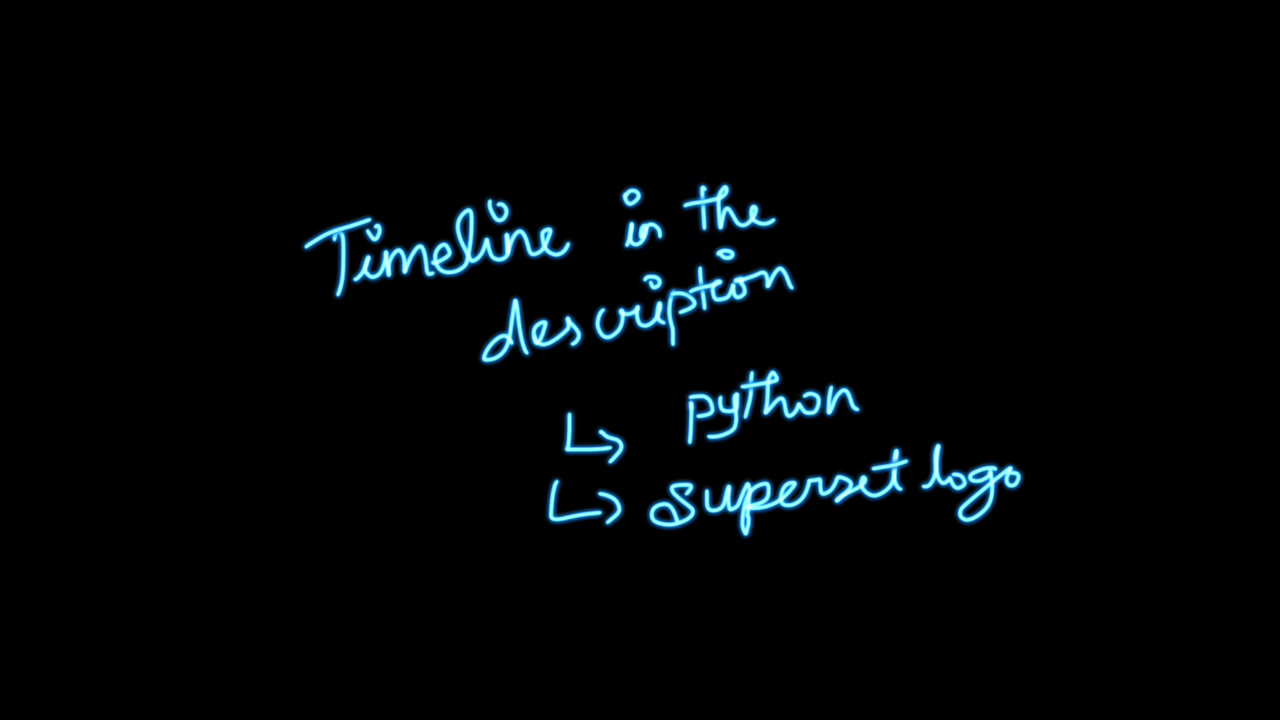 Timeline in the
description
↳ python
↳ superset logo